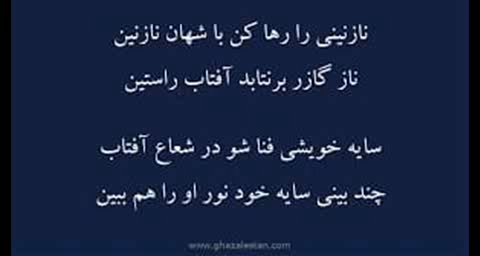 نازنینی را رها کن با شهان نازنین
ناز گازر برنتابد آفتاب راستین
سایه خویشی فنا شو در شعاع آفتاب
چند بینی سایه خود نور او را هم ببین
www.ghazalestan.com